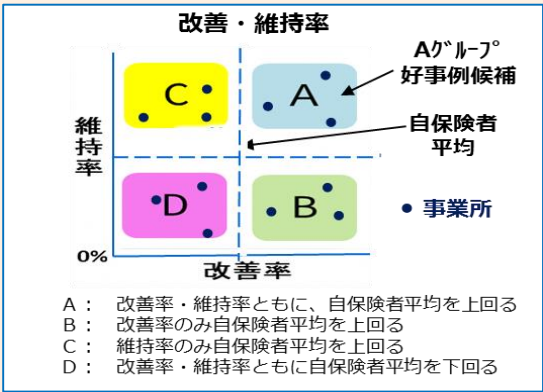 改善・維持率
Aグループ
好事例候補
C
A
自保険者
平均
維持率
D
B
事業所
0%
改善率
A： 改善率・維持率ともに、自保険者平均を上回る
B： 改善率のみ自保険者平均を上回る
C： 維持率のみ自保険者平均を上回る
D： 改善率・維持率ともに自保険者平均を下回る